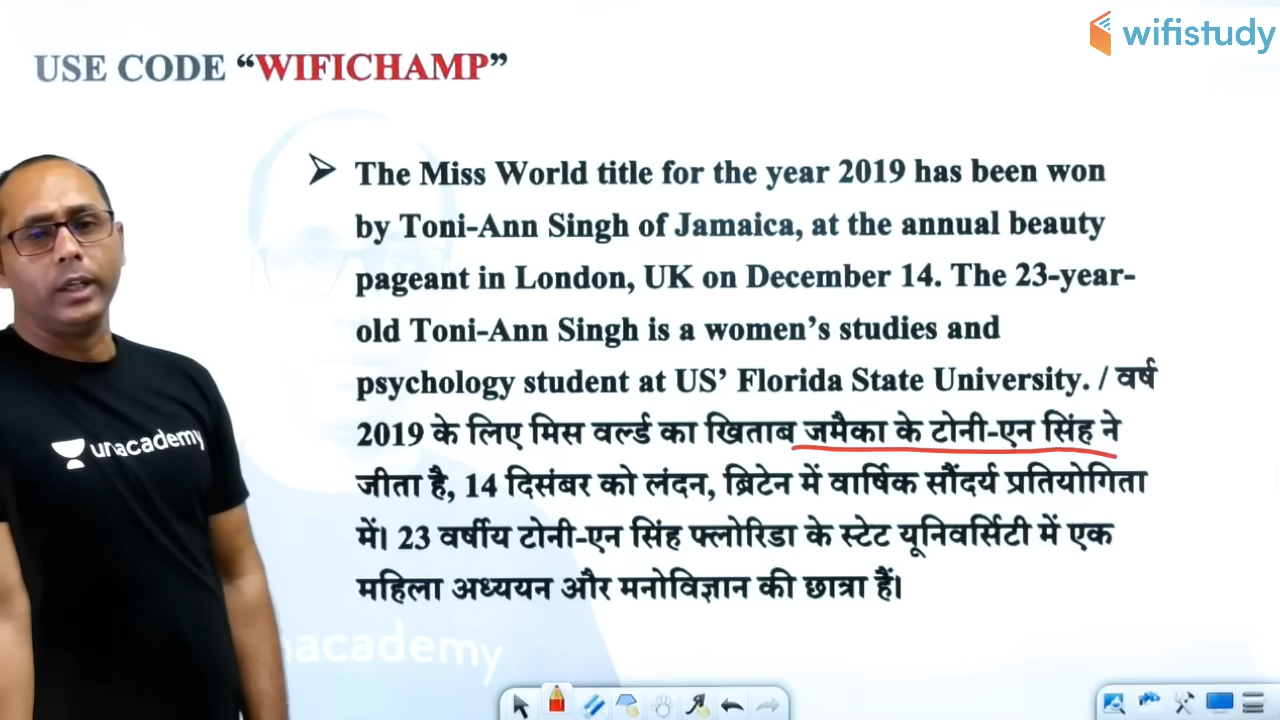 wifistudy
USE CODE “WIFICHAMP”
The Miss World title for the year 2019 has been won
by Toni-Ann Singh of Jamaica, at the annual beauty
pageant in London, UK on December 14. The 23-year-
old Toni-Ann Singh is a women’s studies and
psychology student at US’ Florida State University. / वर्ष
2019 के लिए मिस वर्ल्ड का खिताब जमैका के टोनी-एन सिंह ने
जीता है, 14 दिसंबर को लंदन, ब्रिटेन में वार्षिक सौंदर्य प्रतियोगिता
में। 23 वर्षीय टोनी-एन सिंह फ्लोरिडा के स्टेट यूनिवर्सिटी में एक
महिला अध्ययन और मनोविज्ञान की छात्रा हैं।
unacademy
unacademy